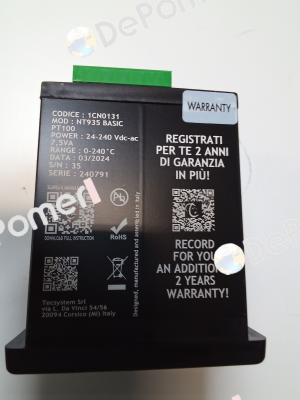 WARRANTY
CODICE : 1CN0131
MOD : NT935 BASIC
PT100
POWER : 24-240 Vdc-ac
7,5VA
RANGE : 0-240°C
DATA : 03/2024
S/N : 35
SERIE : 240791
DOWNLOAD FULL INSTRUCTION
RoHS
Designed, manufactured
and assembled in Italy
Tecsystem Srl
via C. Da Vinci 54/56
20094 Corsico (MI) Italy
REGISTRATI
PER TE 2 ANNI
DI GARANZIA
IN PIÙ!
RECORD
FOR YOU
AN ADDITIONAL
2 YEARS
WARRANTY!
DePomeri